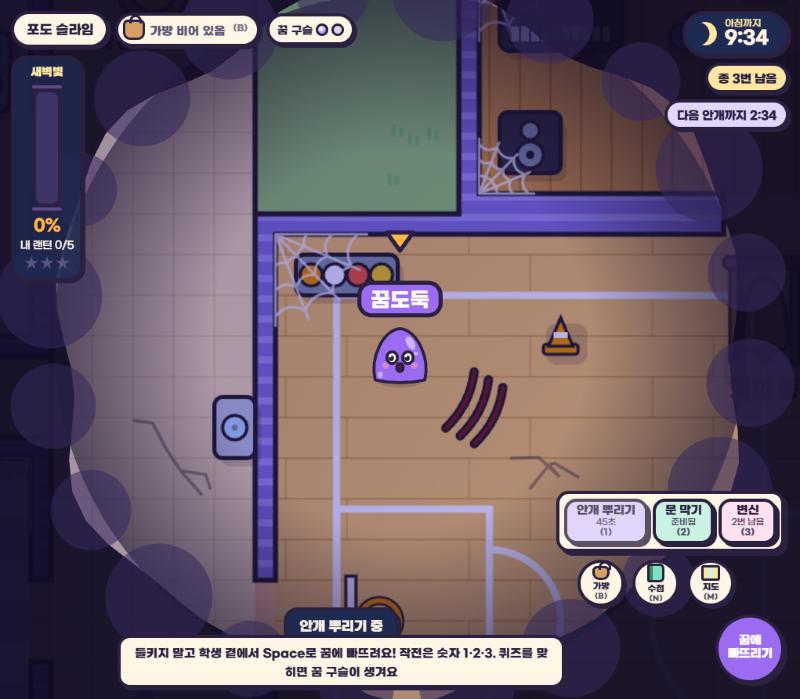 포도 슬라임
가방 비어 있음 (B)
꿈 구슬
아침까지
9:34
종 3번 남음
다음 안개까지 2:34
새벽빛
0%
내 랜턴 0/5
꿈도둑
안개 뿌리기
45초
(1)
문 막기
준비됨
(2)
변신
2번 남음
(3)
가방
(B)
수첩
(N)
지도
(M)
꿈에
빠뜨리기
안개 뿌리기 중
들키지 말고 학생 곁에서 Space로 꿈에 빠뜨려요! 작전은 숫자 1·2·3. 퀴즈를 맞
히면 꿈 구슬이 생겨요